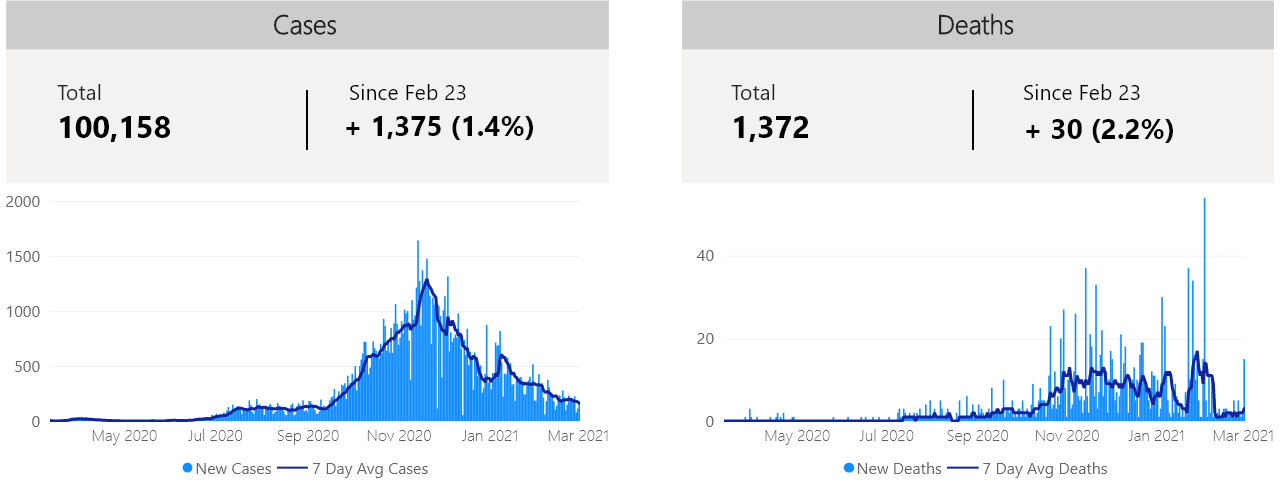 Cases
Total
100,158
Since Feb 23
+ 1,375 (1.4%)
2000
1500
1000
500
0
May 2020 Jul 2020 Sep 2020 Nov 2020 Jan 2021 Mar 2021
New Cases 7 Day Avg Cases
Deaths
Total
1,372
Since Feb 23
+ 30 (2.2%)
40
20
0
May 2020 Jul 2020 Sep 2020 Nov 2020 Jan 2021 Mar 2021
New Deaths 7 Day Avg Deaths